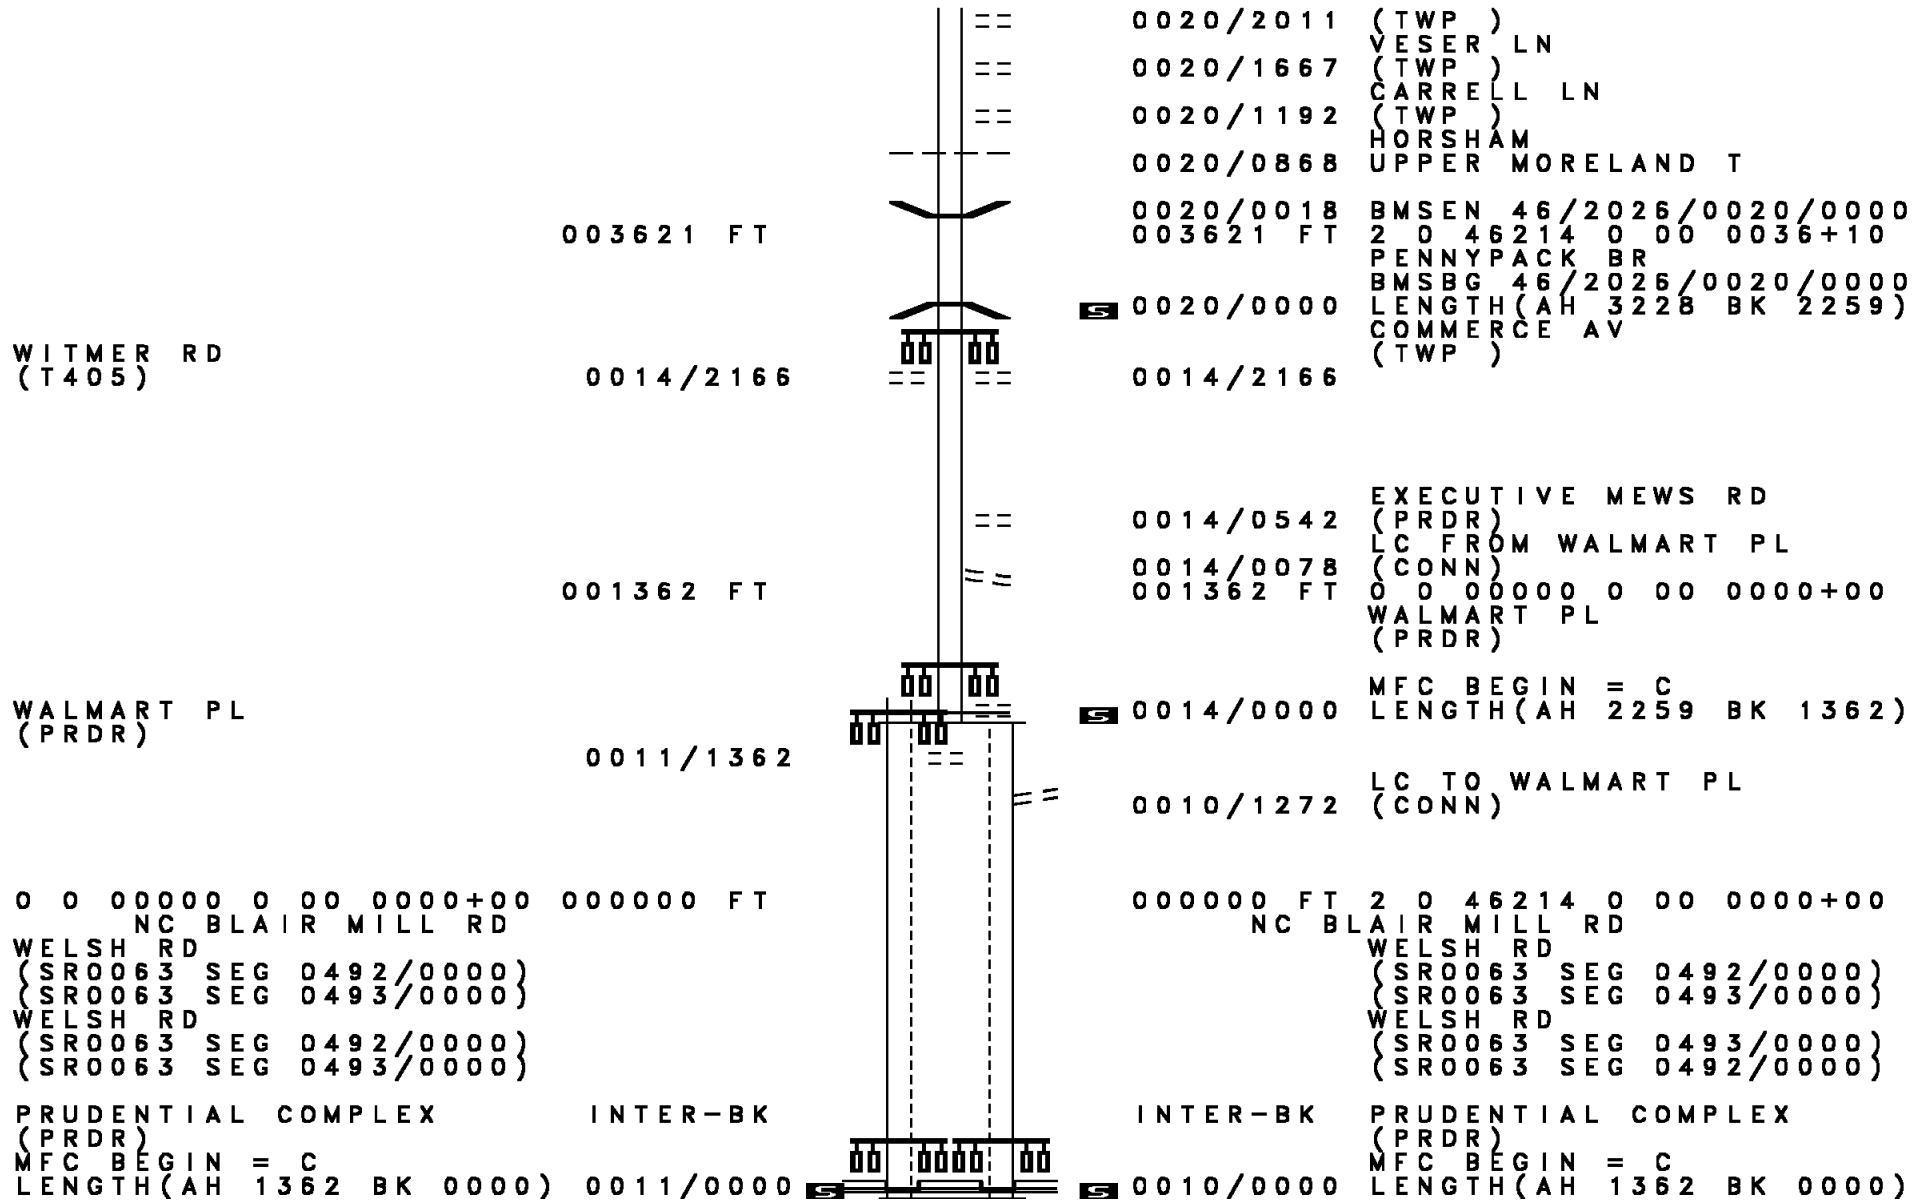 0020/2011 (TWP )
VESER LN
0020/1667 (TWP )
CARRELL LN
0020/1192 (TWP )
HORSHAM
0020/0868 UPPER MORELAND T
0020/0018 BMSEN 46/2026/0020/0000
003621 FT 003621 FT 2 0 46214 0 00 0036+10
PENNYPACK BR
BMSBG 46/2026/0020/0000
S 0020/0000 LENGTH(AH 3228 BK 2259)
COMMERCE AV
WITMER RD (TWP )
(T405) 0014/2166 0014/2166
EXECUTIVE MEWS RD
0014/0542 (PRDR)
LC FROM WALMART PL
0014/0078 (CONN)
001362 FT 001362 FT 0 0 00000 0 00 0000+00
WALMART PL
(PRDR)
MFC BEGIN = C
WALMART PL S 0014/0000 LENGTH(AH 2259 BK 1362)
(PRDR)
0011/1362
LC TO WALMART PL
0010/1272 (CONN)
0 0 00000 0 00 0000+00 000000 FT 000000 FT 2 0 46214 0 00 0000+00
NC BLAIR MILL RD NC BLAIR MILL RD
WELSH RD WELSH RD
(SR0063 SEG 0492/0000) (SR0063 SEG 0492/0000)
(SR0063 SEG 0493/0000) (SR0063 SEG 0493/0000)
WELSH RD WELSH RD
(SR0063 SEG 0492/0000) (SR0063 SEG 0493/0000)
(SR0063 SEG 0493/0000) (SR0063 SEG 0492/0000)
PRUDENTIAL COMPLEX INTER-BK INTER-BK PRUDENTIAL COMPLEX
(PRDR) (PRDR)
MFC BEGIN = C MFC BEGIN = C
LENGTH(AH 1362 BK 0000) 0011/0000 S S 0010/0000 LENGTH(AH 1362 BK 0000)